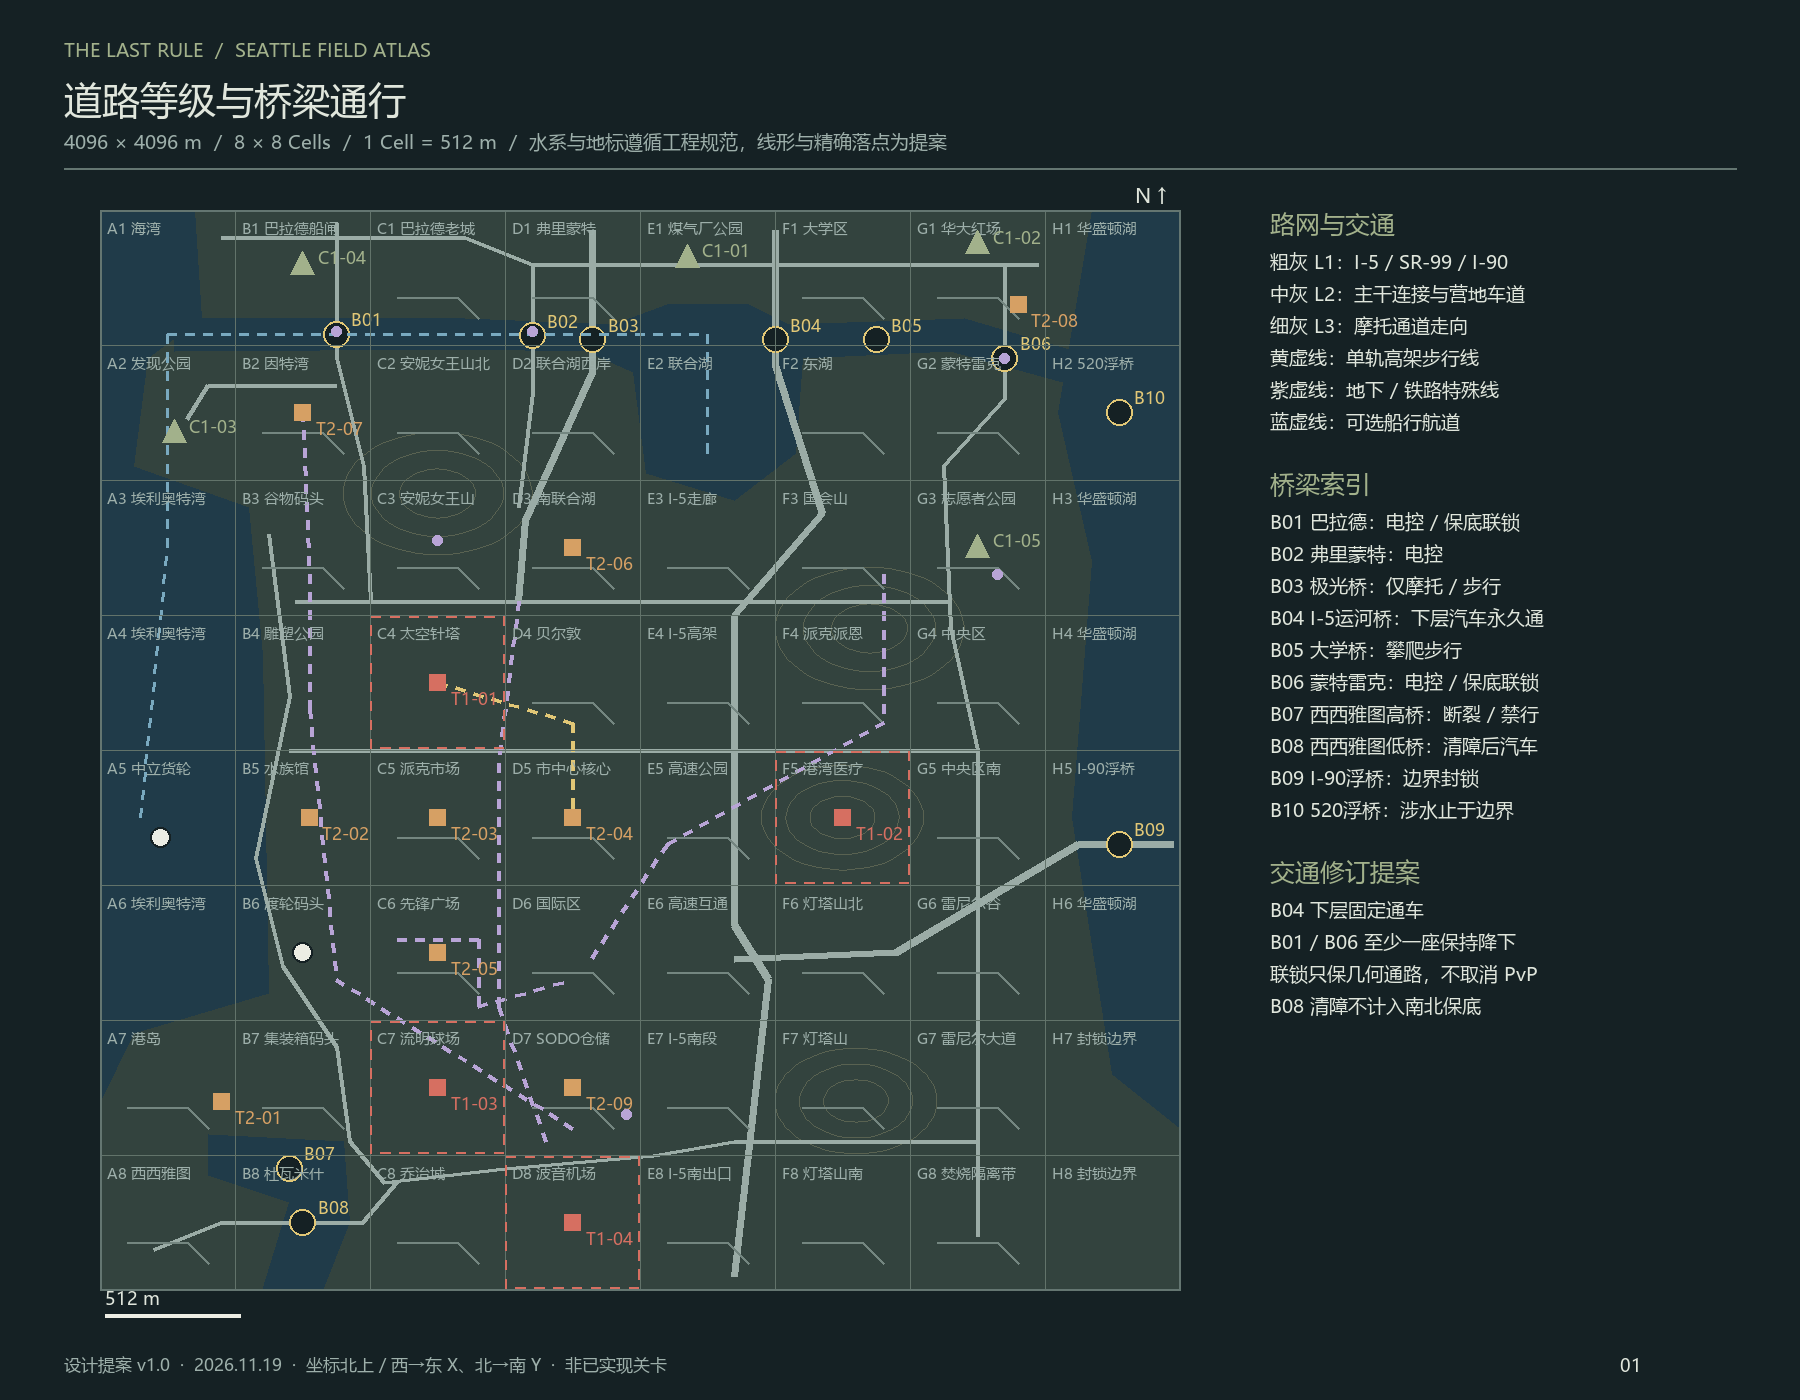 THE LAST RULE / SEATTLE FIELD ATLAS
道路等级与桥梁通行
4096 × 4096 m / 8 × 8 Cells / 1 Cell = 512 m / 水系与地标遵循工程规范，线形与精确落点为提案
N ↑
A1 海湾
B1 巴拉德船闸
C1 巴拉德老城
D1 弗里蒙特
E1 煤气厂公园
F1 大学区
G1 华大红场
H1 华盛顿湖
C1-04
C1-01
C1-02
T2-08
B01
B02
B03
B04
B05
B06
A2 发现公园
B2 因特湾
C2 安妮女王山北
D2 联合湖西岸
E2 联合湖
F2 东湖
G2 蒙特雷克
H2 520浮桥
B10
C1-03
T2-07
A3 埃利奥特湾
B3 谷物码头
C3 安妮女王山
D3 南联合湖
E3 I-5走廊
F3 国会山
G3 志愿者公园
H3 华盛顿湖
T2-06
C1-05
A4 埃利奥特湾
B4 雕塑公园
C4 太空针塔
D4 贝尔敦
E4 I-5高架
F4 派克派恩
G4 中央区
H4 华盛顿湖
T1-01
A5 中立货轮
B5 水族馆
C5 派克市场
D5 市中心核心
E5 高速公园
F5 港湾医疗
G5 中央区南
H5 I-90浮桥
T2-02
T2-03
T2-04
T1-02
B09
A6 埃利奥特湾
B6 渡轮码头
C6 先锋广场
D6 国际区
E6 高速互通
F6 灯塔山北
G6 雷尼尔谷
H6 华盛顿湖
T2-05
A7 港岛
B7 集装箱码头
C7 流明球场
D7 SODO仓储
E7 I-5南段
F7 灯塔山
G7 雷尼尔大道
H7 封锁边界
T2-01
T1-03
T2-09
B07
A8 西西雅图
B8 杜瓦米什
C8 乔治城
D8 波音机场
E8 I-5南出口
F8 灯塔山南
G8 焚烧隔离带
H8 封锁边界
B08
T1-04
512 m
路网与交通
粗灰 L1：I-5 / SR-99 / I-90
中灰 L2：主干连接与营地车道
细灰 L3：摩托通道走向
黄虚线：单轨高架步行线
紫虚线：地下 / 铁路特殊线
蓝虚线：可选船行航道
桥梁索引
B01 巴拉德：电控 / 保底联锁
B02 弗里蒙特：电控
B03 极光桥：仅摩托 / 步行
B04 I-5运河桥：下层汽车永久通
B05 大学桥：攀爬步行
B06 蒙特雷克：电控 / 保底联锁
B07 西西雅图高桥：断裂 / 禁行
B08 西西雅图低桥：清障后汽车
B09 I-90浮桥：边界封锁
B10 520浮桥：涉水止于边界
交通修订提案
B04 下层固定通车
B01 / B06 至少一座保持降下
联锁只保几何通路，不取消 PvP
B08 清障不计入南北保底
设计提案 v1.0 · 2026.11.19 · 坐标北上 / 西→东 X、北→南 Y · 非已实现关卡
01